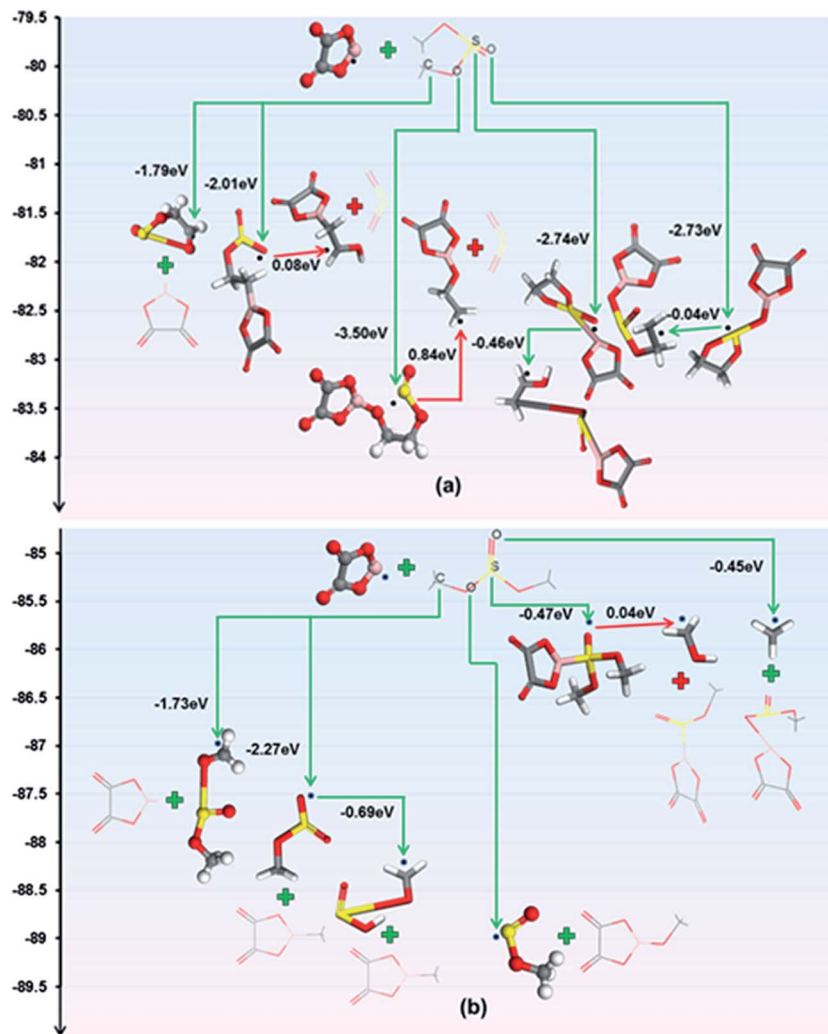 -79.5
-80
-80.5
-81
-81.5
-82
-82.5
-83
-83.5
-84
S
O
C
O
-1.79eV
-2.01eV
0.08eV
-3.50eV
0.84eV
-2.74eV
-0.46eV
-2.73eV
-0.04eV
(a)
-85
-85.5
-86
-86.5
-87
-87.5
-88
-88.5
-89
-89.5
O
S
C
O
-0.45eV
-0.47eV
0.04eV
-1.73eV
-2.27eV
-0.69eV
(b)